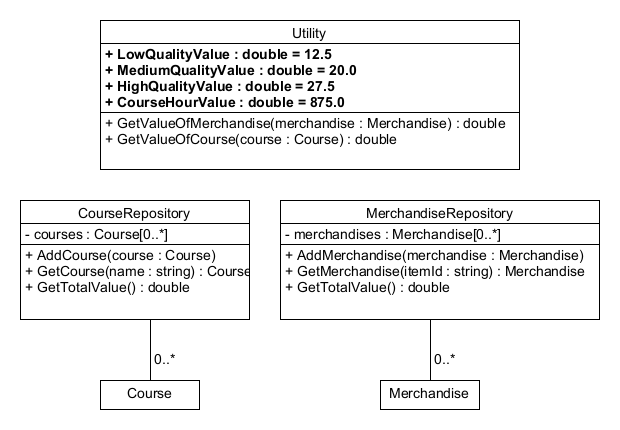 Utility
+ LowQualityValue : double = 12.5
+ MediumQualityValue : double = 20.0
+ HighQualityValue : double = 27.5
+ CourseHourValue : double = 875.0
+ GetValueOfMerchandise(merchandise : Merchandise) : double
+ GetValueOfCourse(course : Course) : double
CourseRepository
- courses : Course[0..*]
+ AddCourse(course : Course)
+ GetCourse(name : string) : Course
+ GetTotalValue() : double
MerchandiseRepository
- merchandises : Merchandise[0..*]
+ AddMerchandise(merchandise : Merchandise)
+ GetMerchandise(itemId : string) : Merchandise
+ GetTotalValue() : double
0..*
0..*
Course
Merchandise